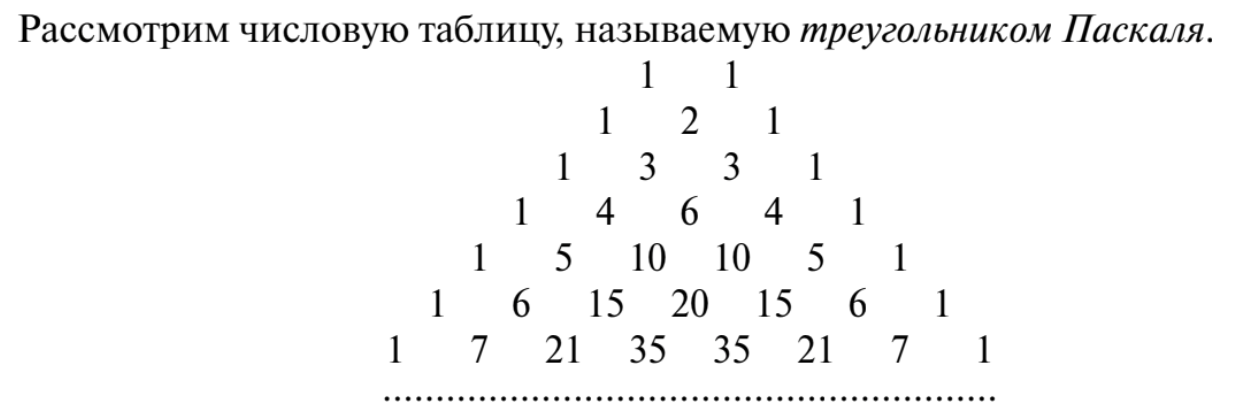 Рассмотрим числовую таблицу, называемую треугольником Паскаля.
1 1
1 2 1
1 3 3 1
1 4 6 4 1
1 5 10 10 5 1
1 6 15 20 15 6 1
1 7 21 35 35 21 7 1
..........................................................